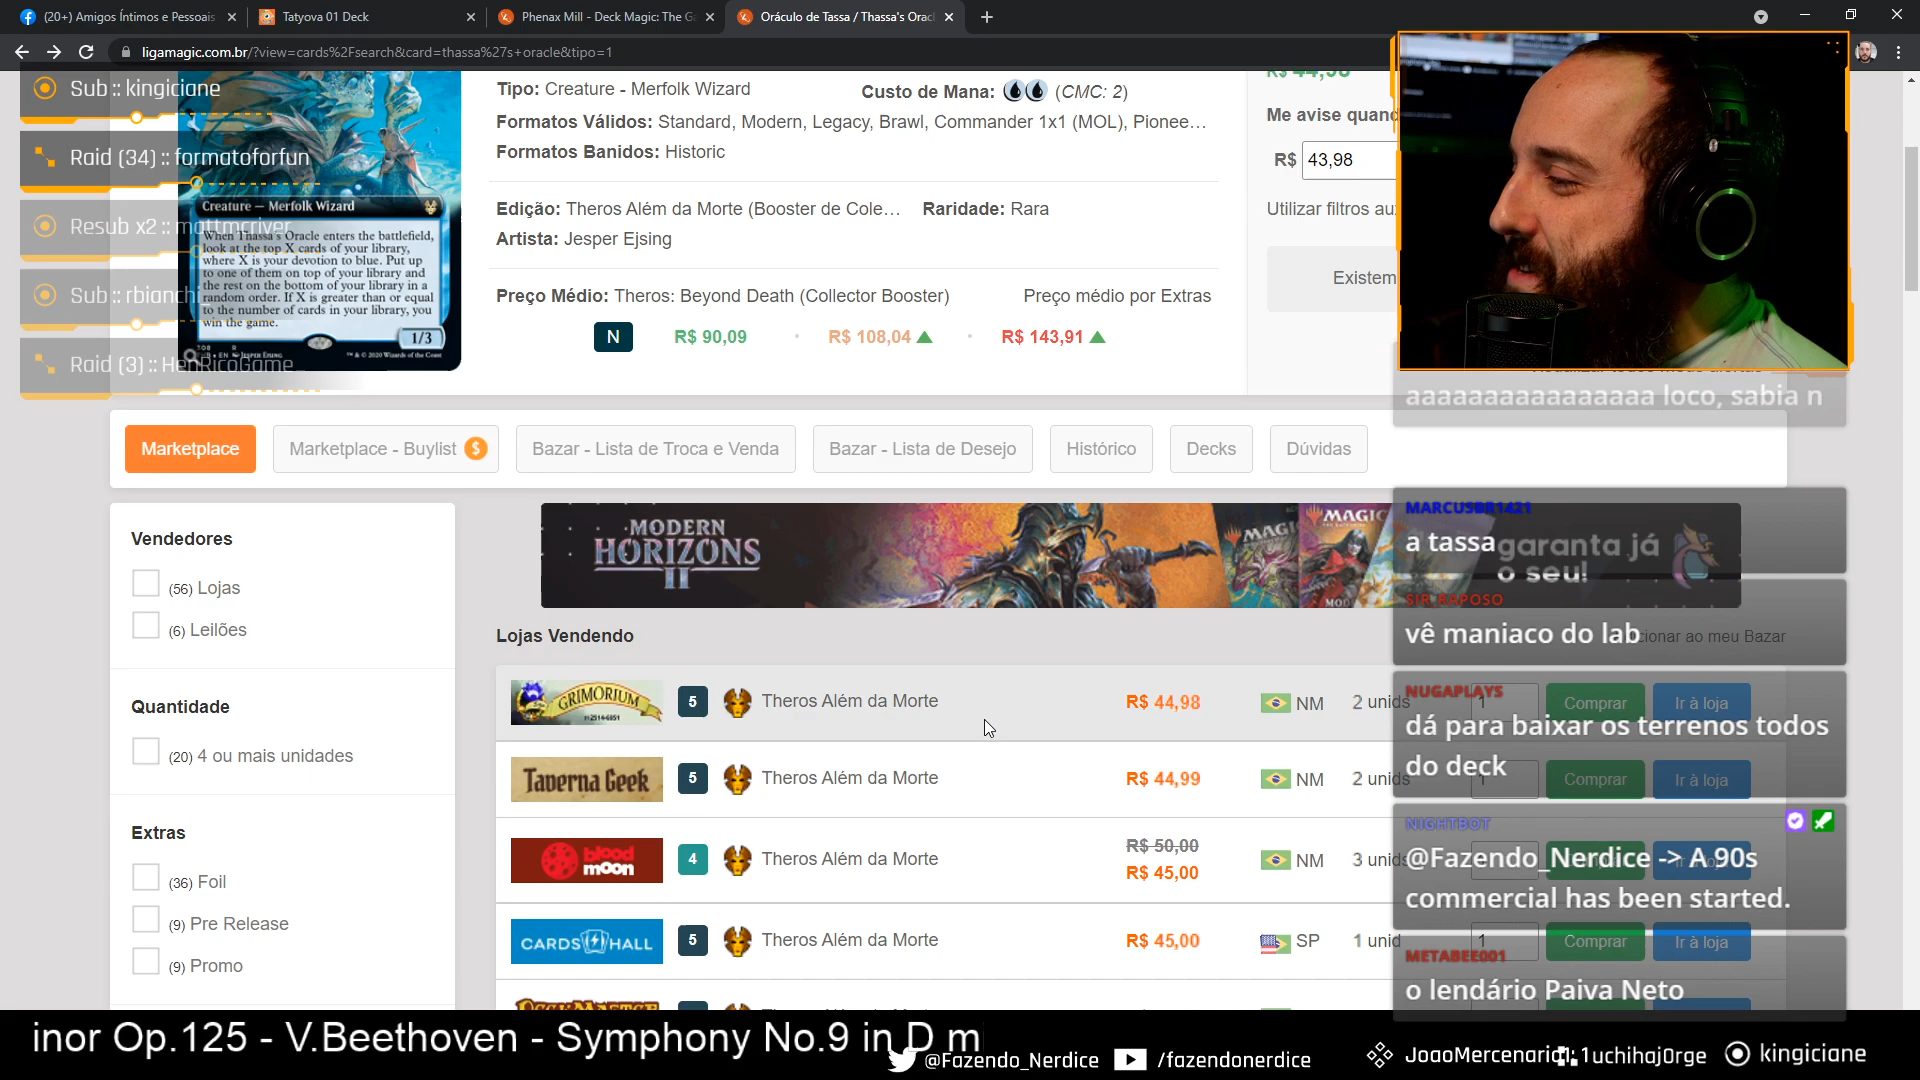 (20+) Amigos Íntimos e Pessoais
Tatyova 01 Deck
Phenax Mill - Deck Magic: The G
Oráculo de Tassa / Thassa's Orac
ligamagic.com.br/?view=cards%2Fsearch&card=thassa%27s+oracle&tipo=1
Sub :: kingiciane
Raid (34) :: formatoforfun
Resub x2 :: mattmcriver
Sub :: rbianchi_
Raid (3) :: HenRicoGame
Creature — Merfolk Wizard
When Thassa's Oracle enters the battlefield,
look at the top X cards of your library,
where X is your devotion to blue. Put up
to one of them on top of your library and
the rest on the bottom of your library in a
random order. If X is greater than or equal
to the number of cards in your library, you
win the game.
1/3
Tipo: Creature - Merfolk Wizard
Custo de Mana: (CMC: 2)
Formatos Válidos: Standard, Modern, Legacy, Brawl, Commander 1x1 (MOL), Pionee...
Formatos Banidos: Historic
Edição: Theros Além da Morte (Booster de Cole... Raridade: Rara
Artista: Jesper Ejsing
Preço Médio: Theros: Beyond Death (Collector Booster)
Preço médio por Extras
N R$ 90,09 R$ 108,04 R$ 143,91
R$ 44,98
Me avise quan
R$ 43,98
Utilizar filtros au
Existem
aaaaaaaaaaaaaaaa loco, sabia n
Marketplace
Marketplace - Buylist $
Bazar - Lista de Troca e Venda
Bazar - Lista de Desejo
Histórico
Decks
Dúvidas
Vendedores
(56) Lojas
(6) Leilões
Quantidade
(20) 4 ou mais unidades
Extras
(36) Foil
(9) Pre Release
(9) Promo
MODERN
HORIZONS
II
MAGIC
garanta já
o seu!
Lojas Vendendo
cionar ao meu Bazar
GRIMORIUM 5 Theros Além da Morte R$ 44,98 NM 2 unids 1 Comprar Ir à loja
Taverna Geek 5 Theros Além da Morte R$ 44,99 NM 2 unids 1 Comprar Ir à loja
blood moon 4 Theros Além da Morte R$ 50,00 R$ 45,00 NM 3 unids
CARDS HALL 5 Theros Além da Morte R$ 45,00 SP 1 unid 1 Comprar Ir à loja
MARCUSBR1421
a tassa
SIR_RAPOSO
vê maniaco do lab
NUGAPLAYS
dá para baixar os terrenos todos
do deck
NIGHTBOT
@Fazendo_Nerdice -> A 90s
commercial has been started.
METABEE001
o lendário Paiva Neto
inor Op.125 - V.Beethoven - Symphony No.9 in D m
@Fazendo_Nerdice
/fazendonerdice
1uchihaj0rge
kingiciane